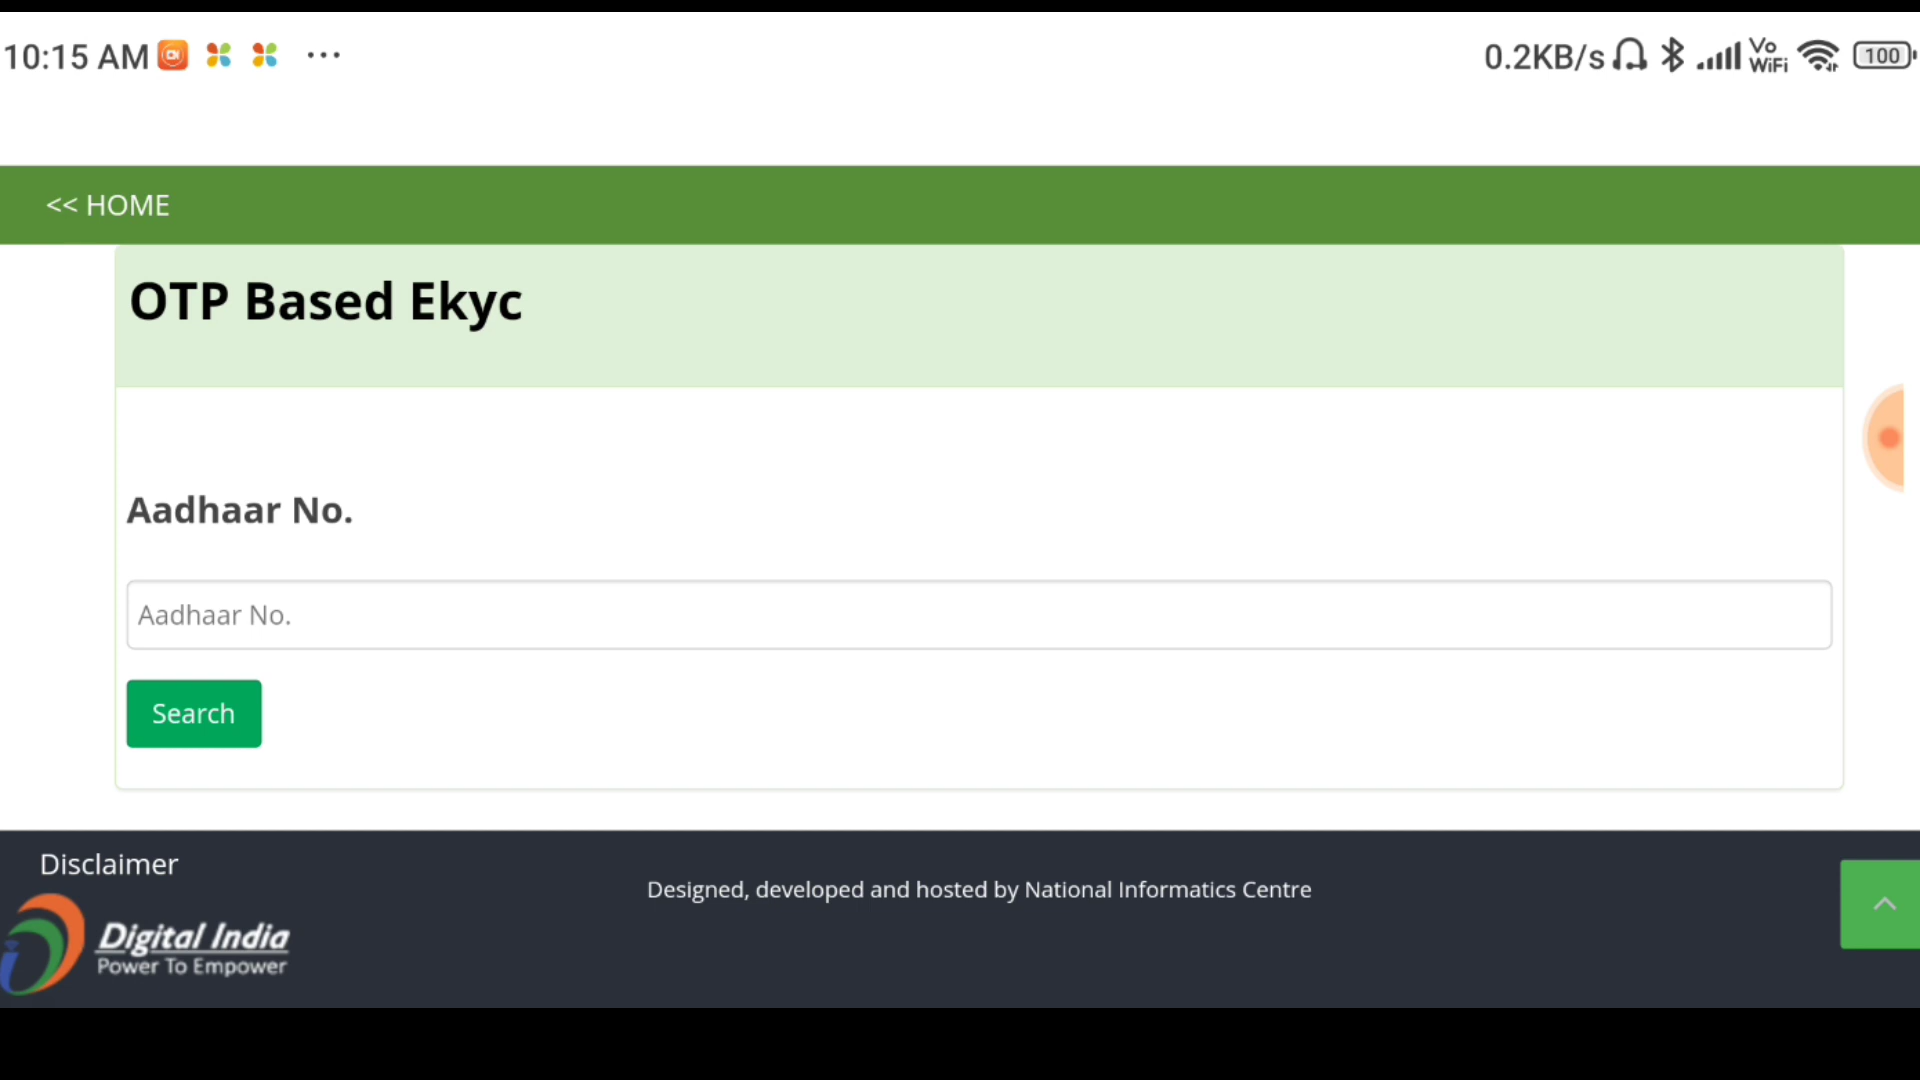 10:15 AM ... 0.2KB/s Vo WiFi 100
<< HOME
OTP Based Ekyc
Aadhaar No.
Aadhaar No.
Search
Disclaimer
Designed, developed and hosted by National Informatics Centre
Digital India
Power To Empower